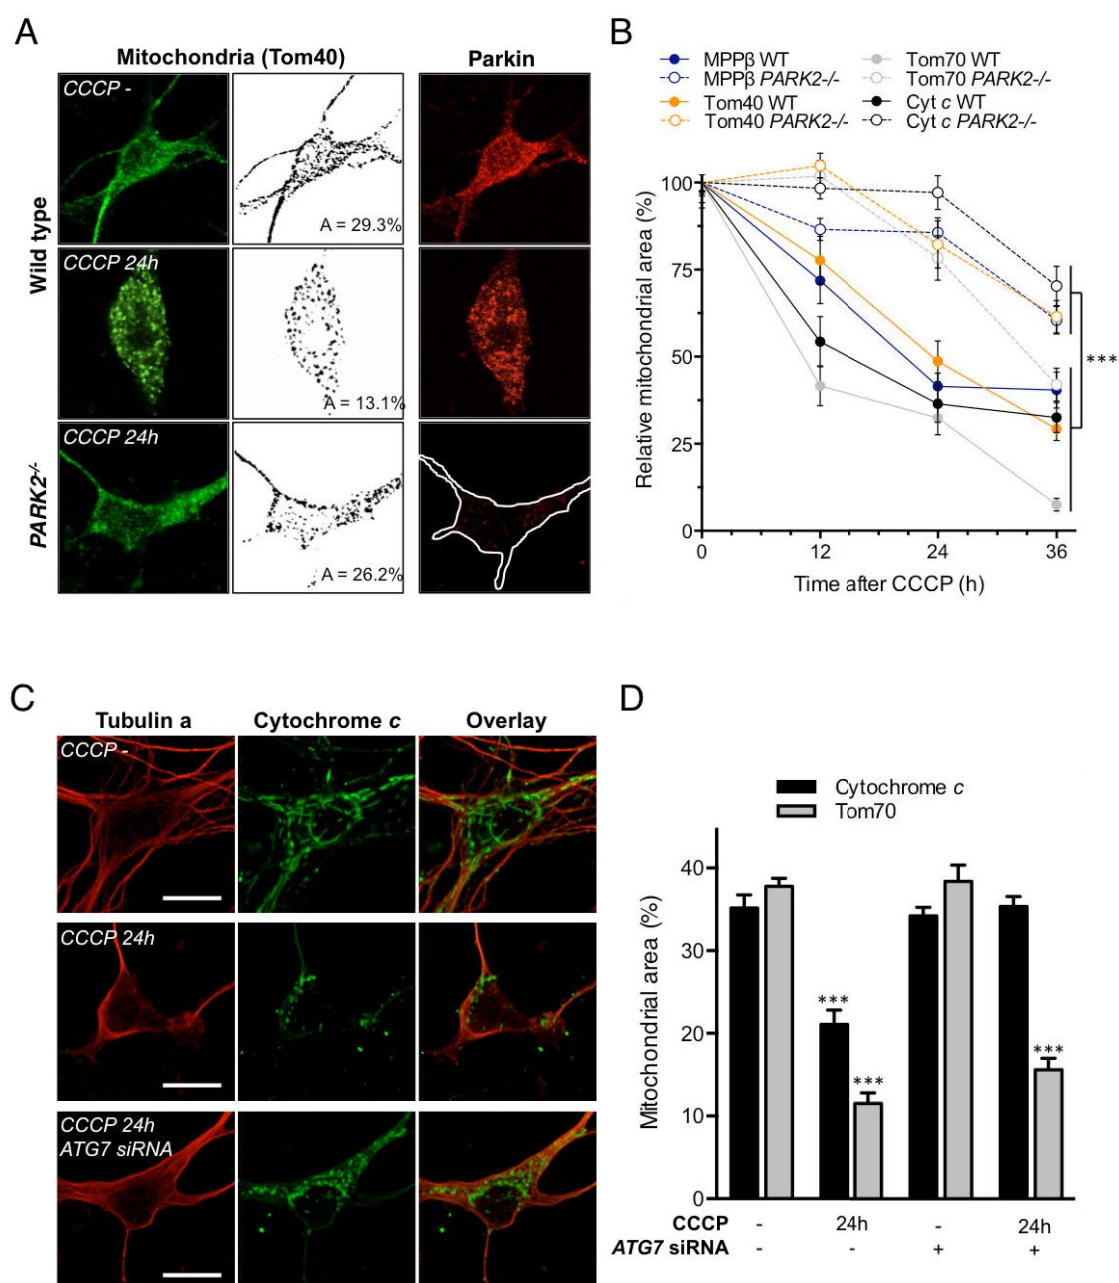 A
Mitochondria (Tom40)
Parkin
Wild type
PARK2-/-
CCCP -
A = 29.3%
CCCP 24h
A = 13.1%
CCCP 24h
A = 26.2%
B
MPPβ WT
MPPβ PARK2-/-
Tom40 WT
Tom40 PARK2-/-
Tom70 WT
Tom70 PARK2-/-
Cyt c WT
Cyt c PARK2-/-
Relative mitochondrial area (%)
100
75
50
25
0
0 12 24 36
Time after CCCP (h)
***
C
Tubulin a Cytochrome c Overlay
CCCP -
CCCP 24h
CCCP 24h
ATG7 siRNA
D
Cytochrome c
Tom70
Mitochondrial area (%)
40
30
20
10
0
***
***
***
CCCP - 24h - 24h
ATG7 siRNA - - + +